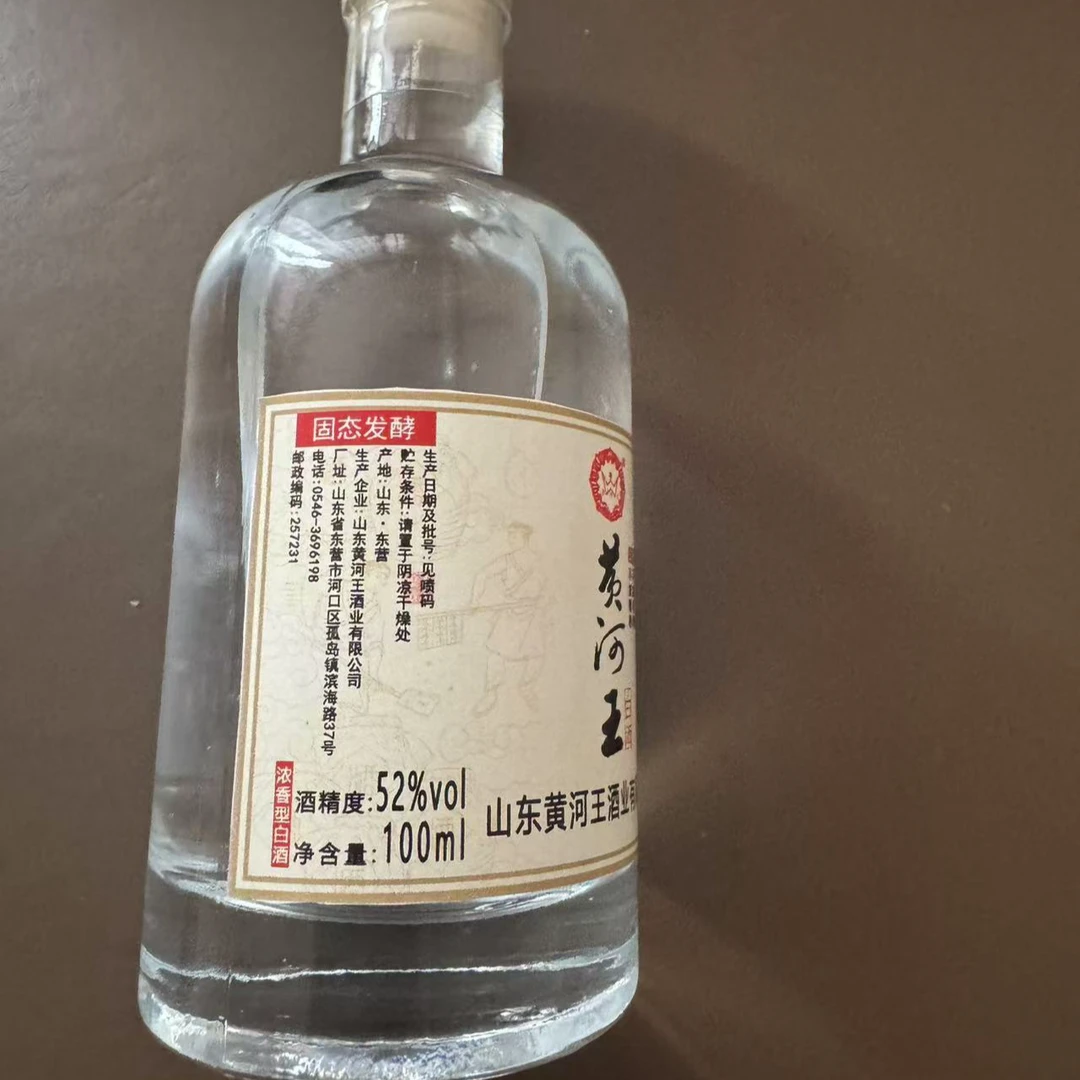 固态发酵
生产日期及批号:见喷码
贮存条件:请置于阴凉干燥处
产地:山东·东营
生产企业:山东黄河王酒业有限公司
厂址:山东省东营市河口区孤岛镇滨海路37号
电话:0546-3696198
邮政编码:257231
浓香型白酒
酒精度:52%vol
净含量:100ml
黄河王
山东黄河王酒业